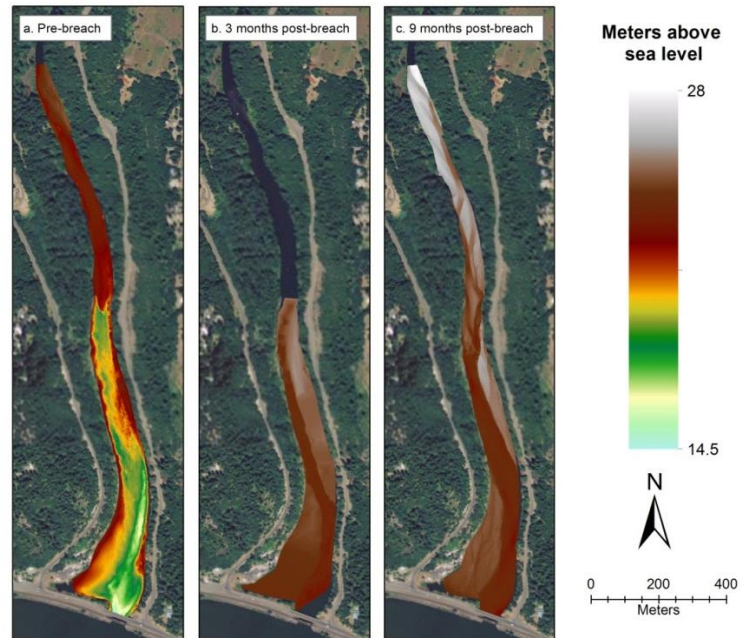 a. Pre-breach
b. 3 months post-breach
c. 9 months post-breach
Meters above
sea level
28
14.5
N
0 200 400
Meters